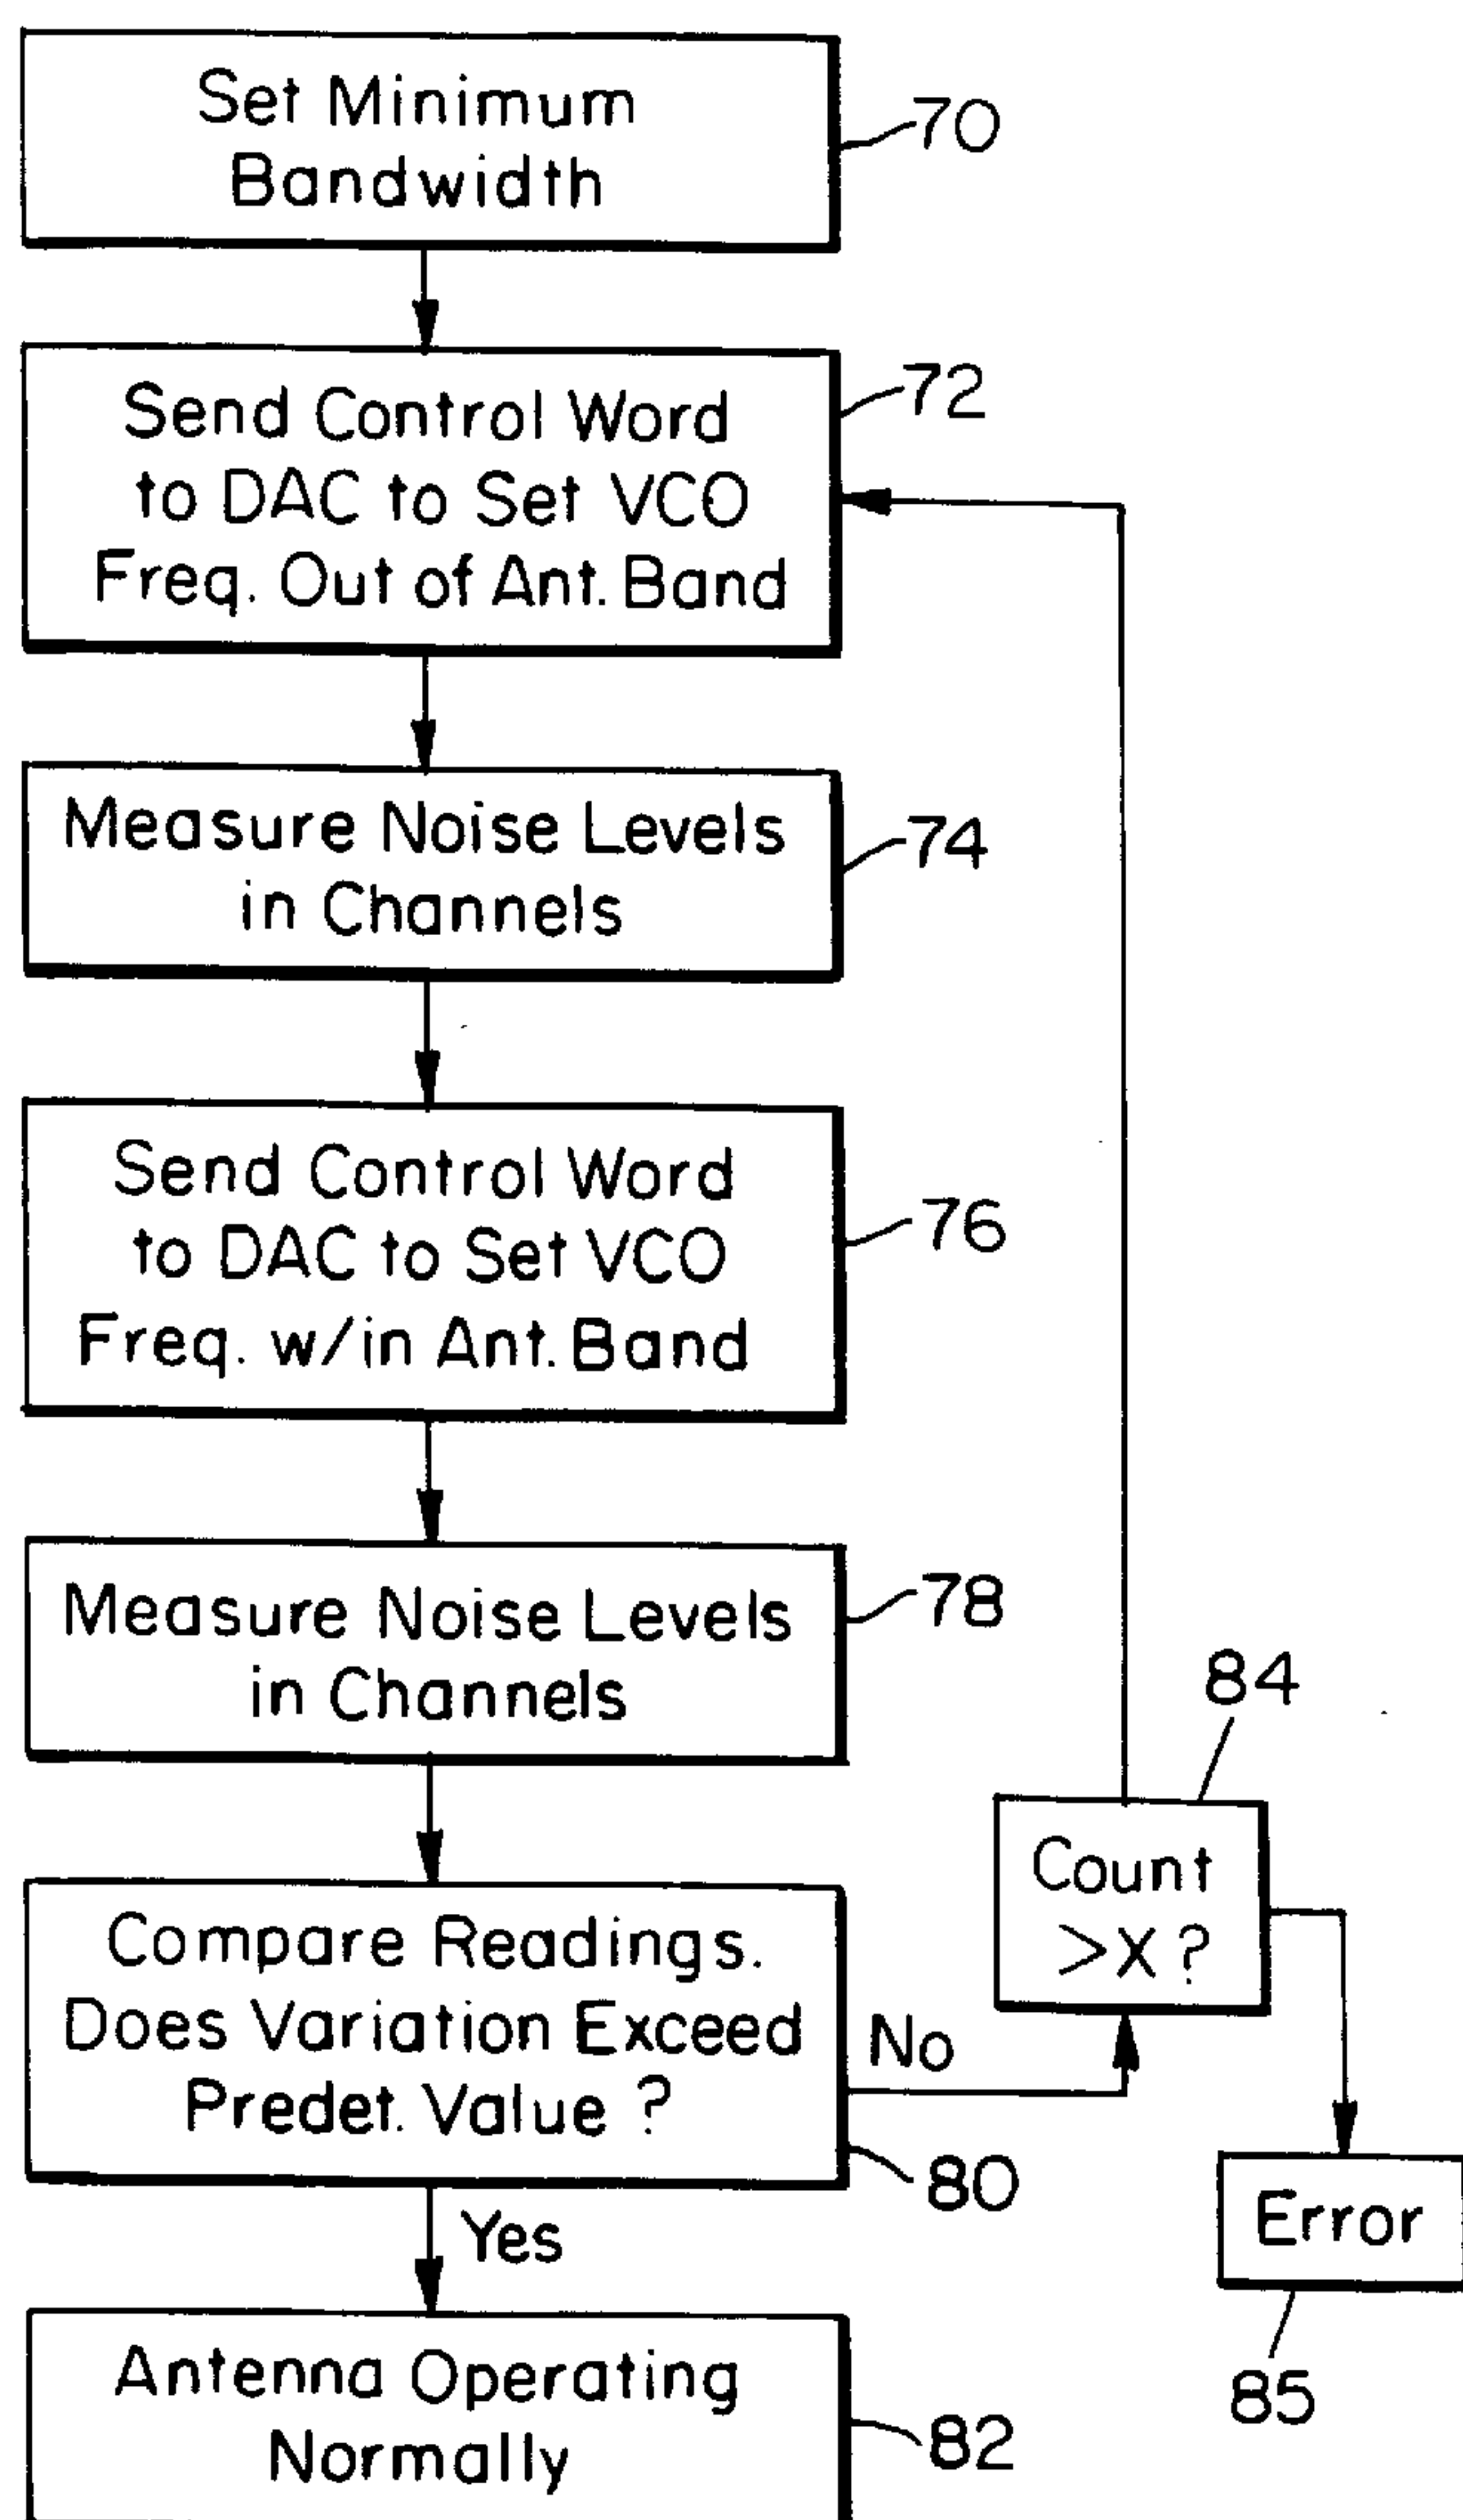 Set Minimum
Bandwidth
70
Send Control Word
to DAC to Set VCO
Freq. Out of Ant. Band
72
Measure Noise Levels
in Channels
74
Send Control Word
to DAC to Set VCO
Freq. w/in Ant. Band
76
Measure Noise Levels
in Channels
78
Compare Readings.
Does Variation Exceed
Predet. Value ?
80
No
84
Count
>X ?
Error
85
Yes
Antenna Operating
Normally
82